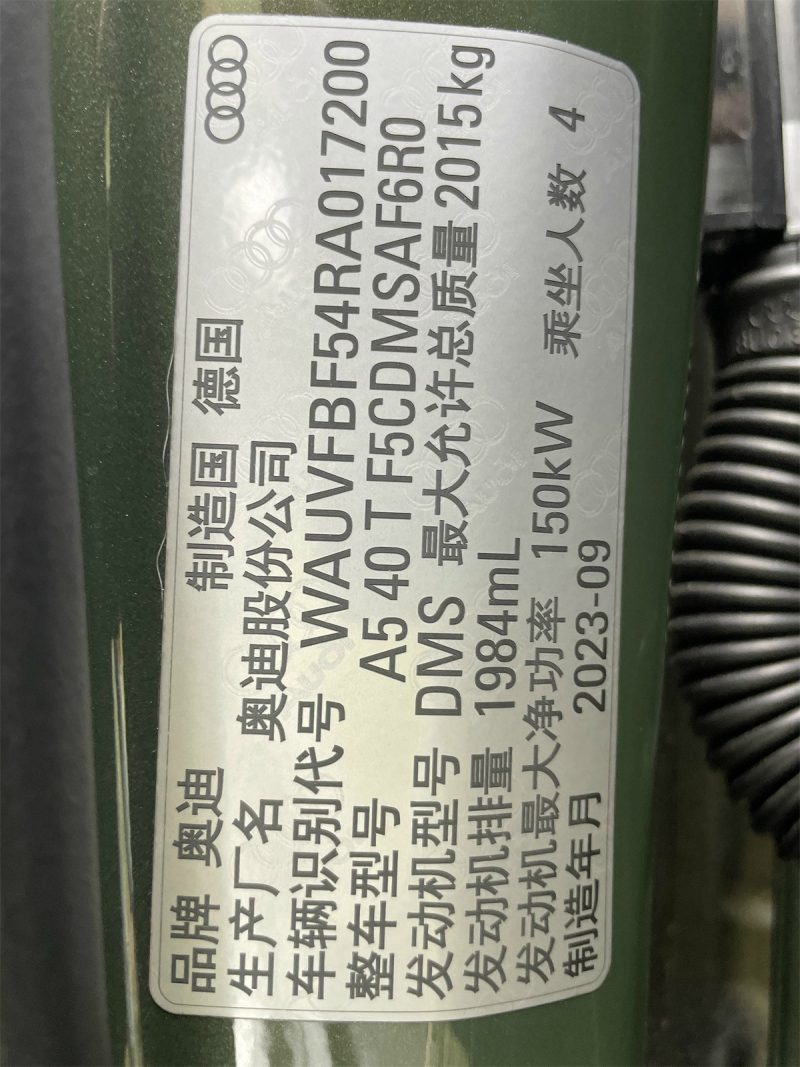 品牌 奥迪 制造国 德国
生产厂名 奥迪股份公司
车辆识别代号 WAUVFBF54RA017200
整车型号 A5 40 T F5CDMSAF6R0
发动机型号 DMS 最大允许总质量 2015kg
发动机排量 1984mL
发动机最大净功率 150kW 乘坐人数 4
制造年月 2023-09